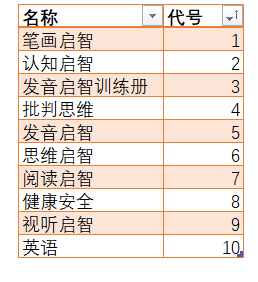 名称 代号
笔画启智 1
认知启智 2
发音启智训练册 3
批判思维 4
发音启智 5
思维启智 6
阅读启智 7
健康安全 8
视听启智 9
英语 10